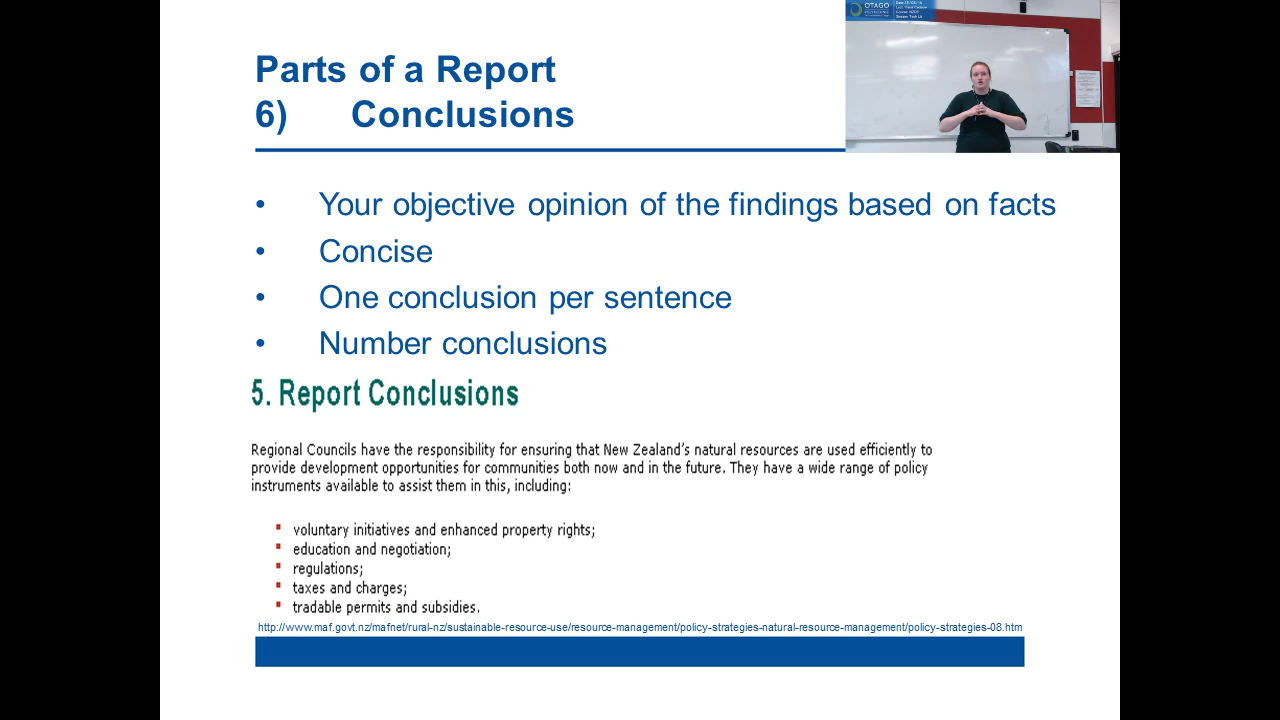 Parts of a Report
6) Conclusions
OTAGO
• Your objective opinion of the findings based on facts
• Concise
• One conclusion per sentence
• Number conclusions
5. Report Conclusions
Regional Councils have the responsibility for ensuring that New Zealand's natural resources are used efficiently to
provide development opportunities for communities both now and in the future. They have a wide range of policy
instruments available to assist them in this, including:
voluntary initiatives and enhanced property rights;
education and negotiation;
regulations;
taxes and charges;
tradable permits and subsidies.
http://www.maf.govt.nz/mafnet/rural-nz/sustainable-resource-use/resource-management/policy-strategies-natural-resource-management/policy-strategies-08.htm